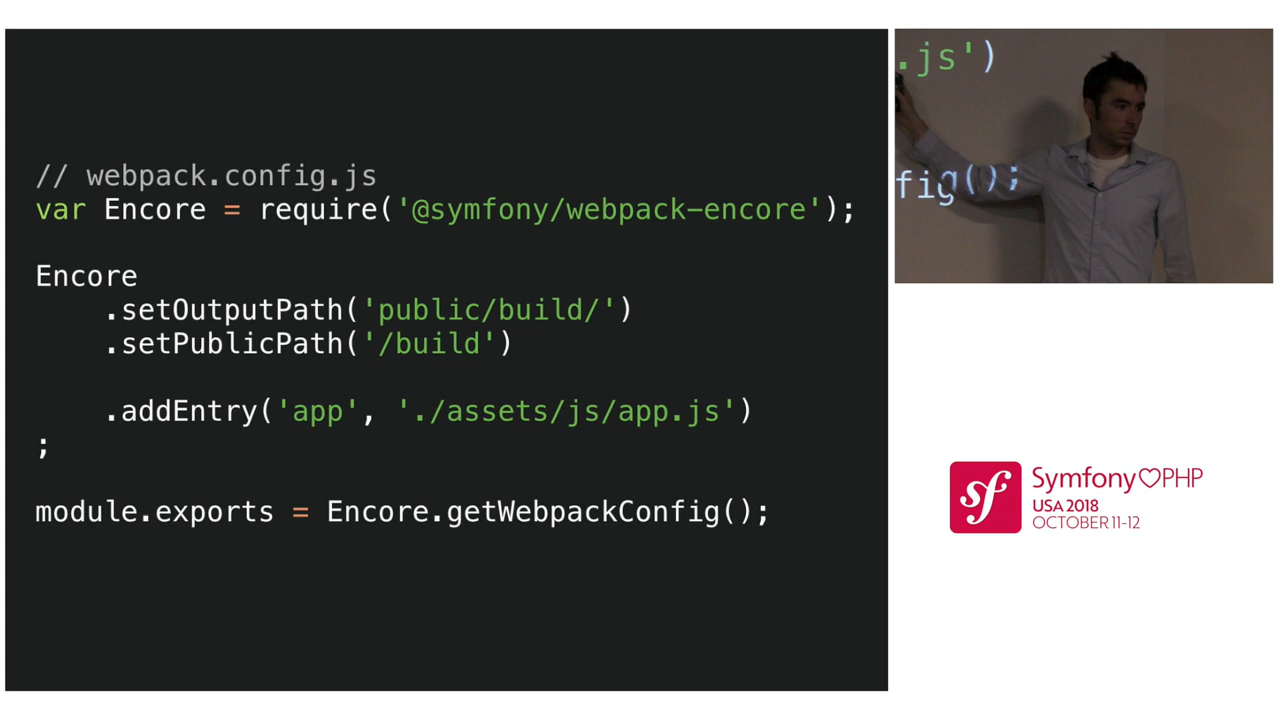 // webpack.config.js
var Encore = require('@symfony/webpack-encore');
Encore
.setOutputPath('public/build/')
.setPublicPath('/build')
.addEntry('app', './assets/js/app.js')
;
module.exports = Encore.getWebpackConfig();
.js')
fig();
sf
Symfony♡PHP
USA 2018
OCTOBER 11-12